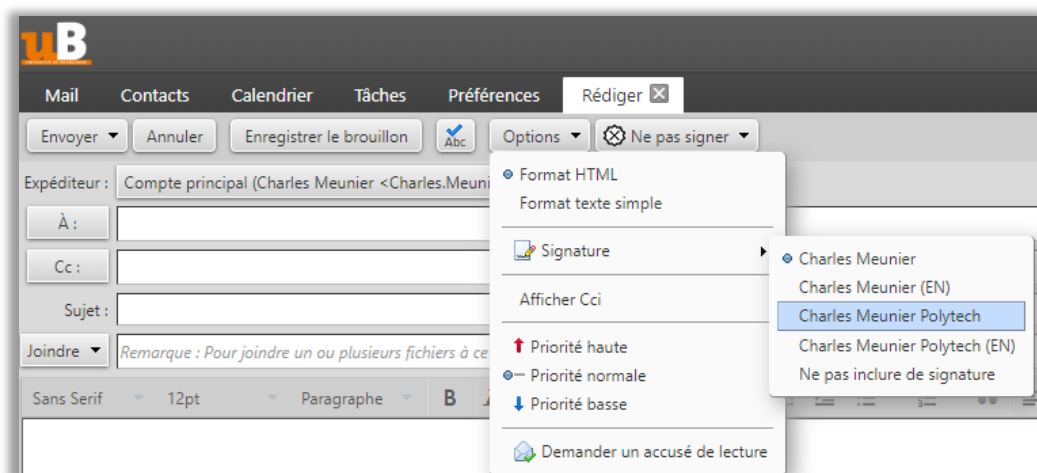 uB
Mail Contacts Calendrier Tâches Préférences Rédiger
Envoyer Annuler Enregistrer le brouillon Abc Options Ne pas signer
Expéditeur : Compte principal (Charles Meunier <Charles.Meuni
À :
Cc :
Sujet :
Joindre Remarque : Pour joindre un ou plusieurs fichiers à ce
Sans Serif 12pt Paragraphe B
Format HTML
Format texte simple
Signature
Afficher Cci
Priorité haute
Priorité normale
Priorité basse
Demander un accusé de lecture
Charles Meunier
Charles Meunier (EN)
Charles Meunier Polytech
Charles Meunier Polytech (EN)
Ne pas inclure de signature